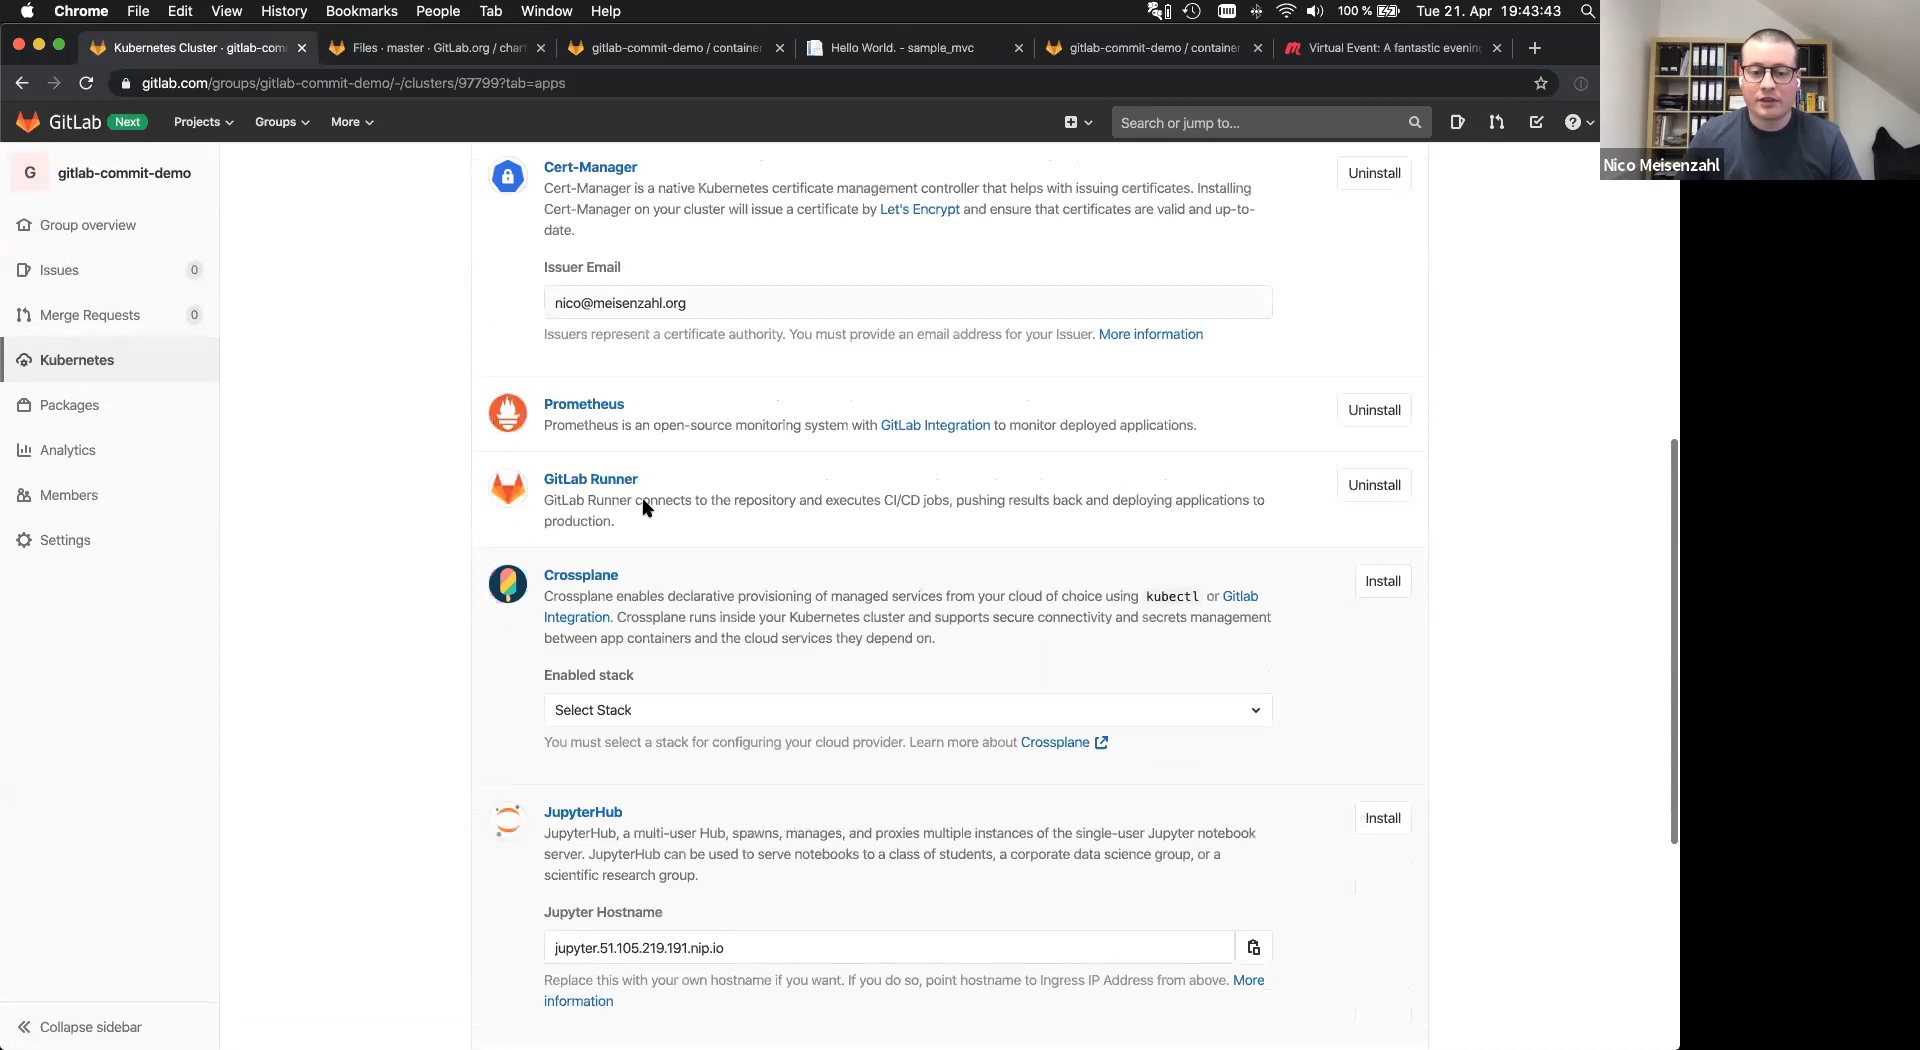 Chrome File Edit View History Bookmarks People Tab Window Help 100 % Tue 21. Apr 19:43:43
Kubernetes Cluster · gitlab-com Files · master · GitLab.org / chart gitlab-commit-demo / container Hello World. - sample_mvc gitlab-commit-demo / container Virtual Event: A fantastic evening
gitlab.com/groups/gitlab-commit-demo/-/clusters/97799?tab=apps
GitLab Next Projects Groups More Search or jump to...
Nico Meisenzahl
G gitlab-commit-demo
Group overview
Issues 0
Merge Requests 0
Kubernetes
Packages
Analytics
Members
Settings
Collapse sidebar
Cert-Manager Uninstall
Cert-Manager is a native Kubernetes certificate management controller that helps with issuing certificates. Installing
Cert-Manager on your cluster will issue a certificate by Let's Encrypt and ensure that certificates are valid and up-to-
date.
Issuer Email
nico@meisenzahl.org
Issuers represent a certificate authority. You must provide an email address for your Issuer. More information
Prometheus Uninstall
Prometheus is an open-source monitoring system with GitLab Integration to monitor deployed applications.
GitLab Runner Uninstall
GitLab Runner connects to the repository and executes CI/CD jobs, pushing results back and deploying applications to
production.
Crossplane Install
Crossplane enables declarative provisioning of managed services from your cloud of choice using kubectl or Gitlab
Integration. Crossplane runs inside your Kubernetes cluster and supports secure connectivity and secrets management
between app containers and the cloud services they depend on.
Enabled stack
Select Stack
You must select a stack for configuring your cloud provider. Learn more about Crossplane
JupyterHub Install
JupyterHub, a multi-user Hub, spawns, manages, and proxies multiple instances of the single-user Jupyter notebook
server. JupyterHub can be used to serve notebooks to a class of students, a corporate data science group, or a
scientific research group.
Jupyter Hostname
jupyter.51.105.219.191.nip.io
Replace this with your own hostname if you want. If you do so, point hostname to Ingress IP Address from above. More
information